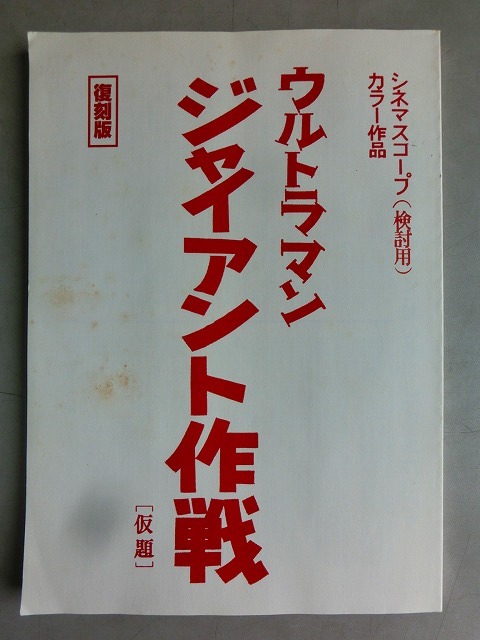 シネマスコープ（検討用）
カラー作品
ウルトラマン
ジャイアント作戦
［仮題］
復刻版